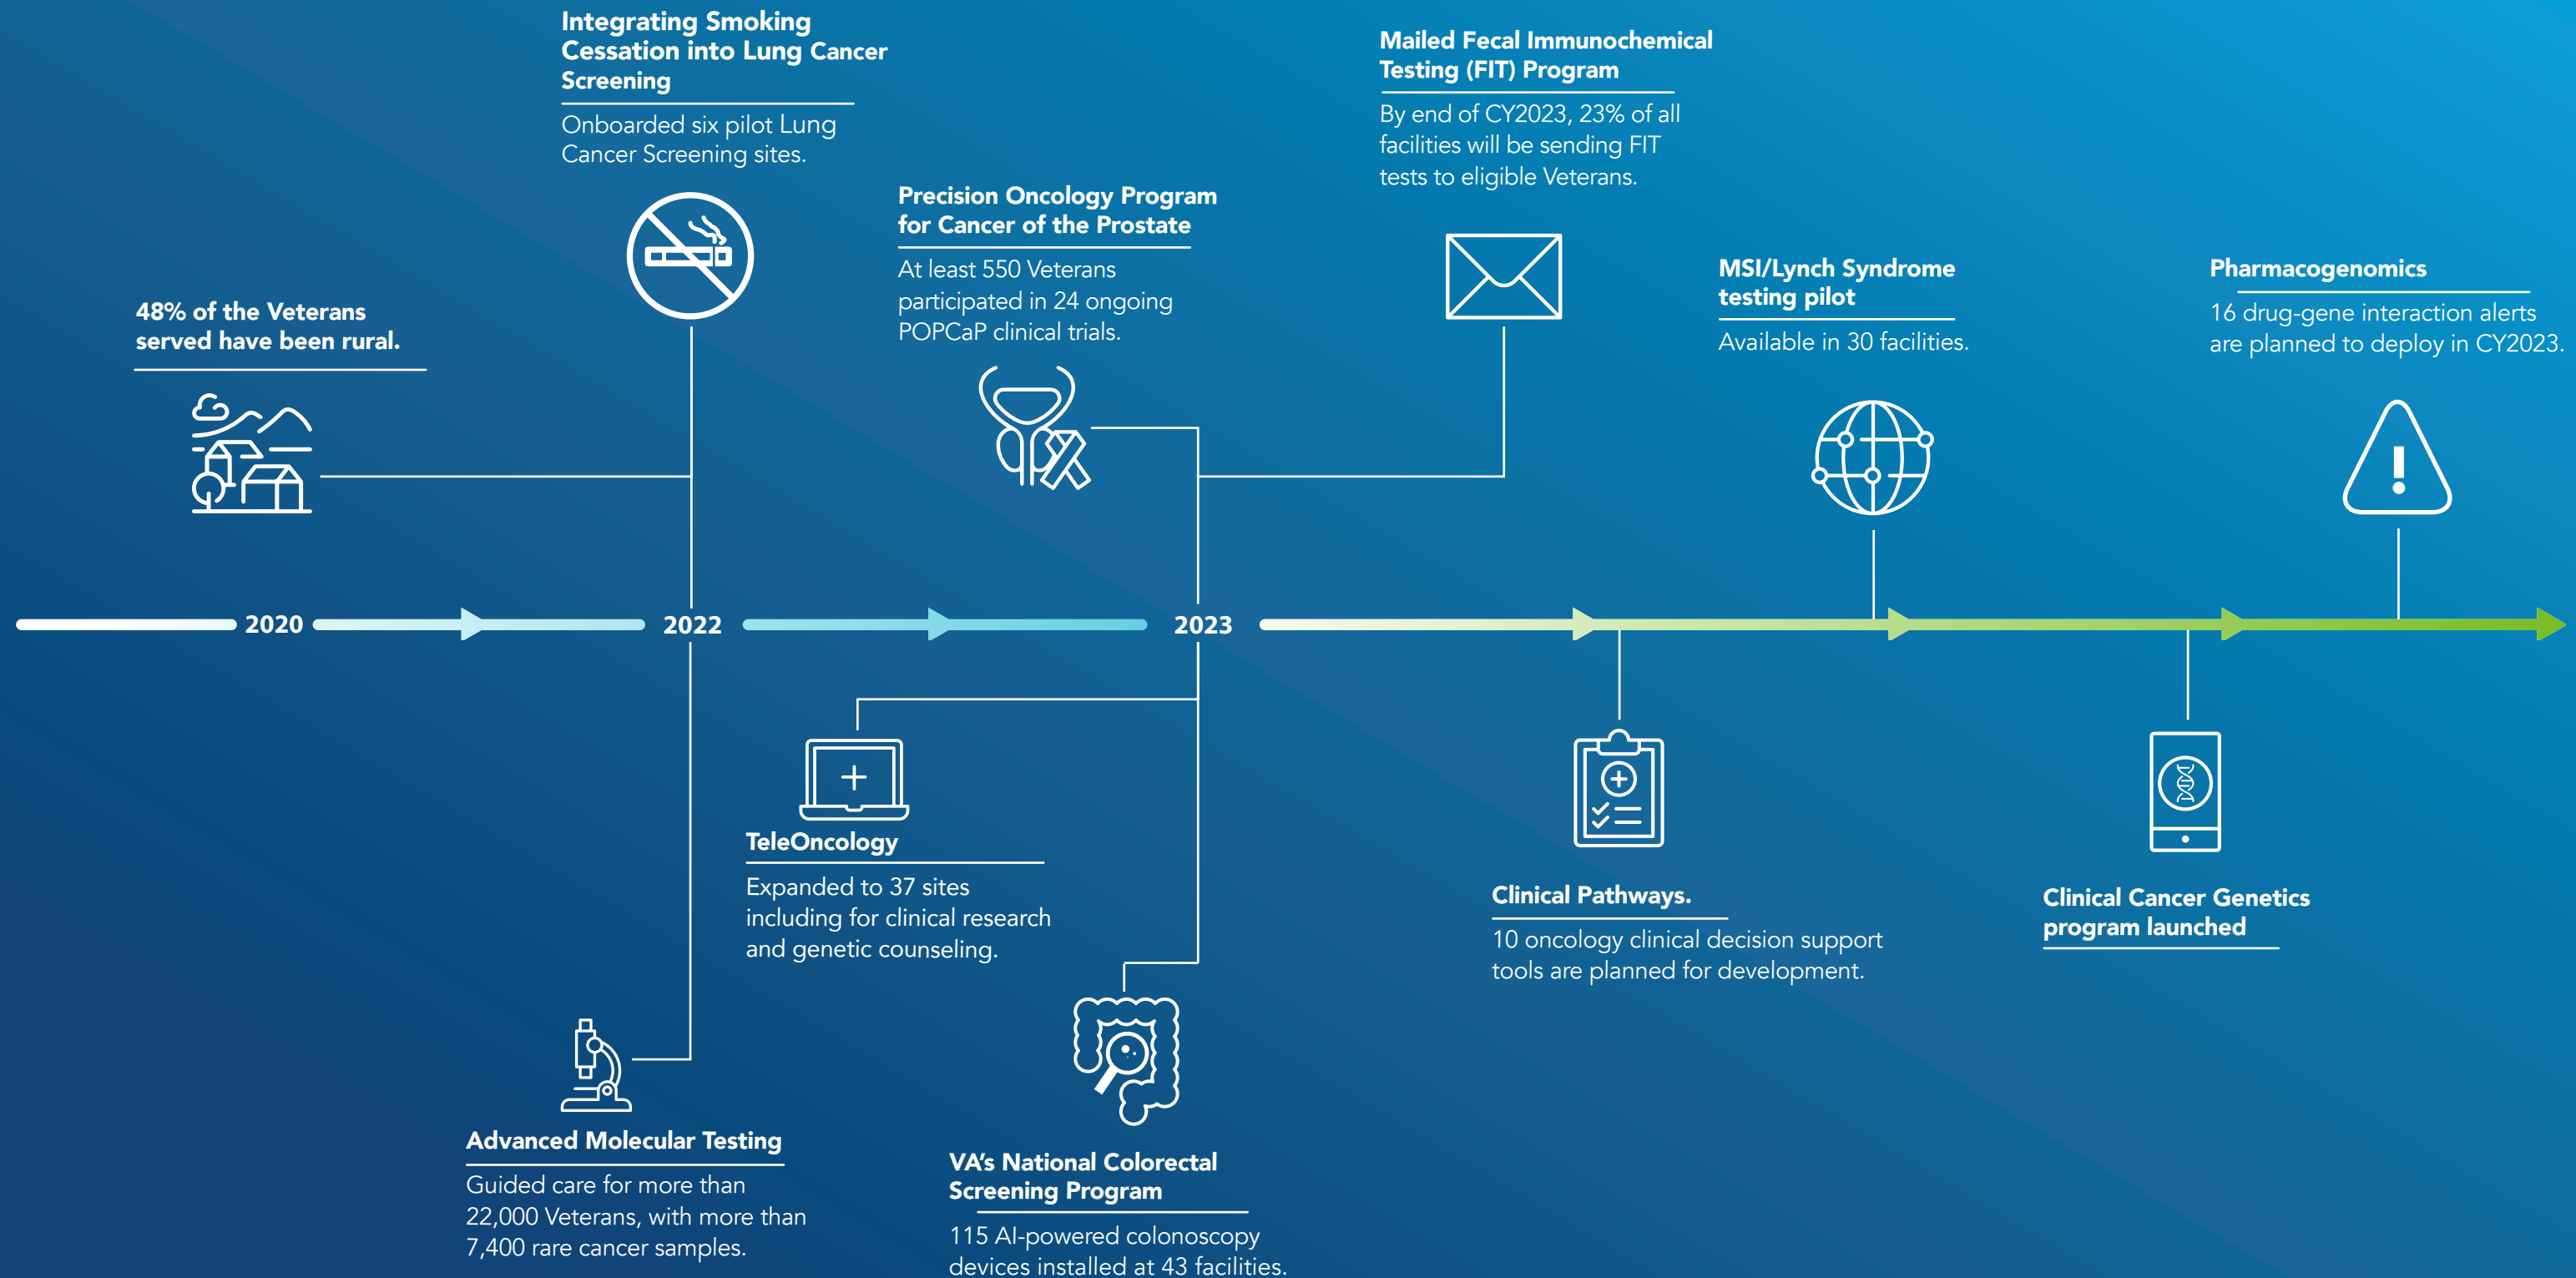 Integrating Smoking
Cessation into Lung Cancer
Screening
Onboarded six pilot Lung
Cancer Screening sites.
Mailed Fecal Immunochemical
Testing (FIT) Program
By end of CY2023, 23% of all
facilities will be sending FIT
tests to eligible Veterans.
Precision Oncology Program
for Cancer of the Prostate
At least 550 Veterans
participated in 24 ongoing
POPCaP clinical trials.
48% of the Veterans
served have been rural.
MSI/Lynch Syndrome
testing pilot
Available in 30 facilities.
Pharmacogenomics
16 drug-gene interaction alerts
are planned to deploy in CY2023.
2020
2022
2023
TeleOncology
Expanded to 37 sites
including for clinical research
and genetic counseling.
Clinical Pathways.
10 oncology clinical decision support
tools are planned for development.
Clinical Cancer Genetics
program launched
Advanced Molecular Testing
Guided care for more than
22,000 Veterans, with more than
7,400 rare cancer samples.
VA's National Colorectal
Screening Program
115 AI-powered colonoscopy
devices installed at 43 facilities.